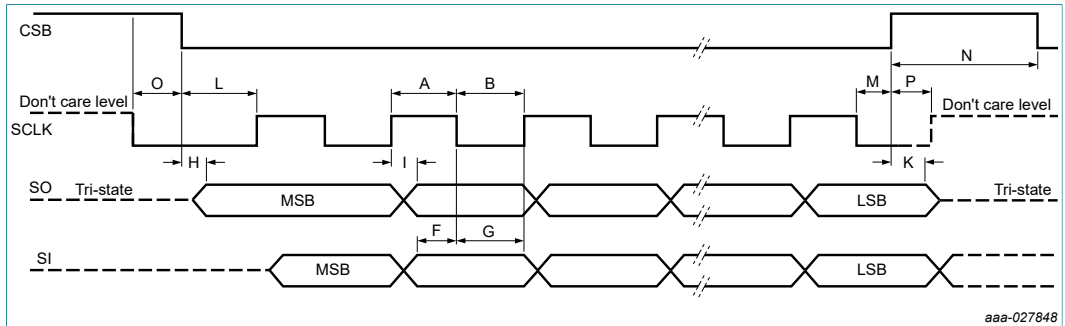 CSB
N
O L A B M P
Don't care level Don't care level
SCLK
H I K
SO Tri-state MSB LSB Tri-state
F G
SI
MSB LSB
aaa-027848